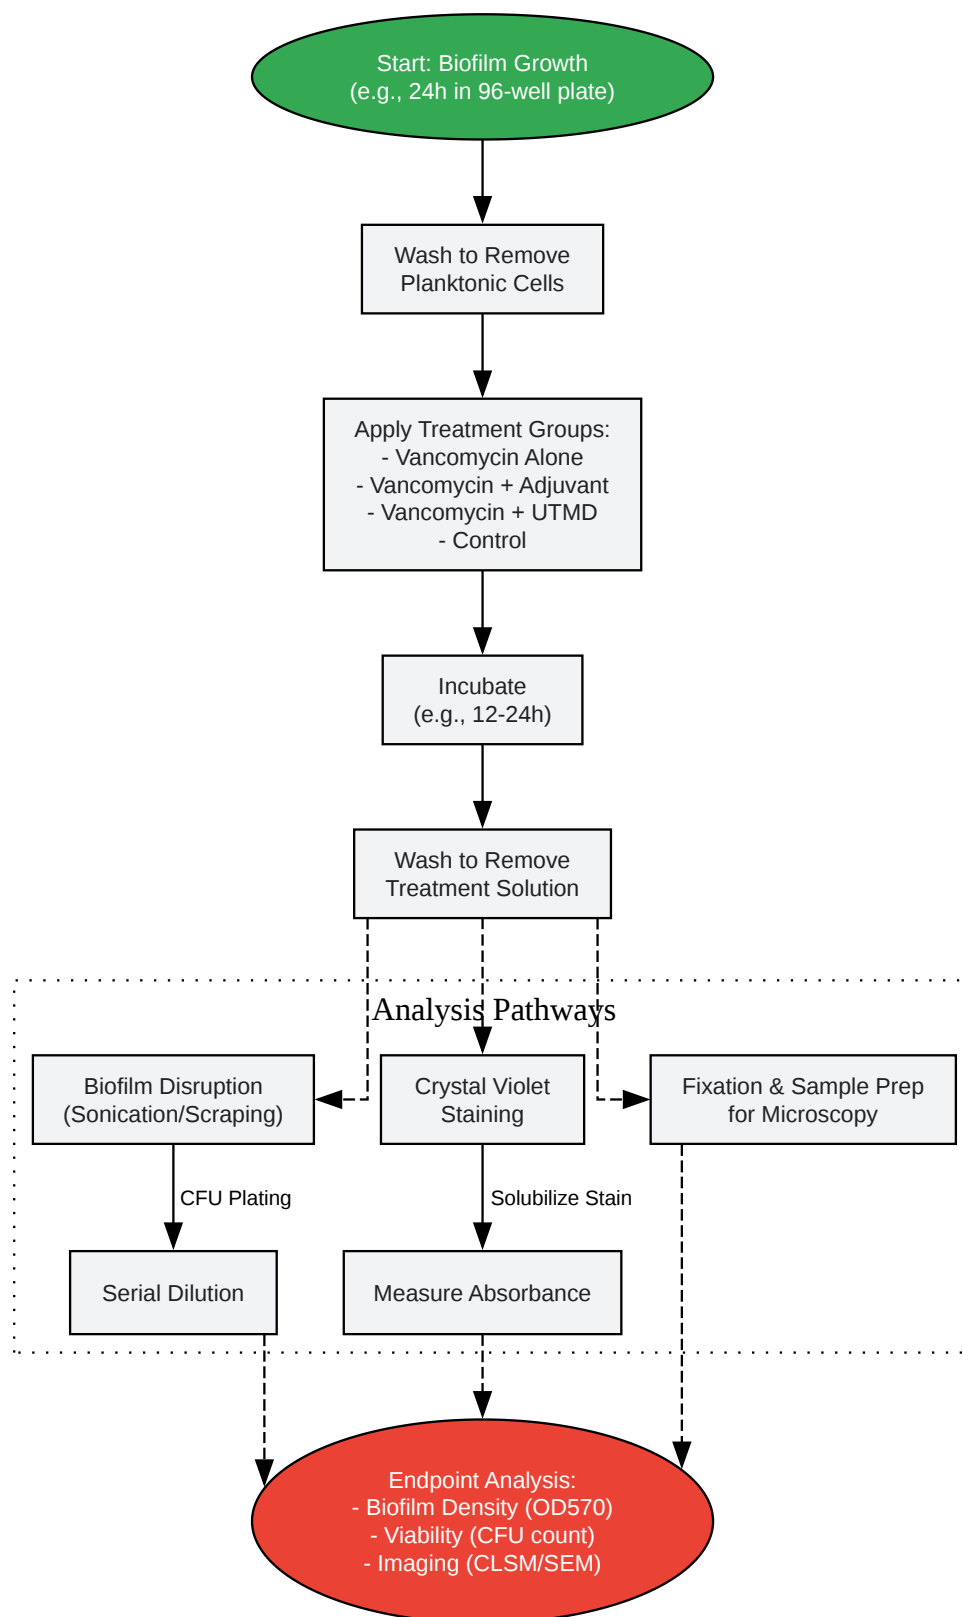 Start: Biofilm Growth
(e.g., 24h in 96-well plate)
Wash to Remove
Planktonic Cells
Apply Treatment Groups:
- Vancomycin Alone
- Vancomycin + Adjuvant
- Vancomycin + UTMD
- Control
Incubate
(e.g., 12-24h)
Wash to Remove
Treatment Solution
Analysis Pathways
Biofilm Disruption
(Sonication/Scraping)
Crystal Violet
Staining
Fixation & Sample Prep
for Microscopy
CFU Plating
Solubilize Stain
Serial Dilution
Measure Absorbance
Endpoint Analysis:
- Biofilm Density (OD570)
- Viability (CFU count)
- Imaging (CLSM/SEM)